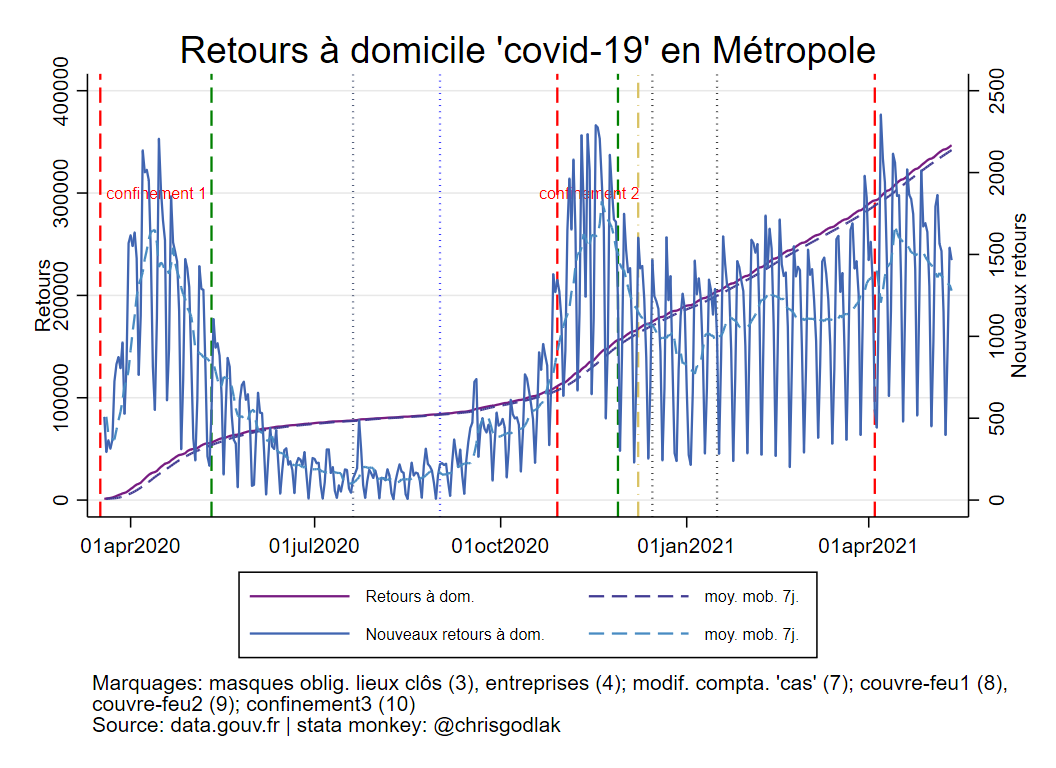 Retours à domicile 'covid-19' en Métropole
Retours
0
100000
200000
300000
400000
confinement 1
confinement 2
Nouveaux retours
0
500
1000
1500
2000
2500
01apr2020
01jul2020
01oct2020
01jan2021
01apr2021
Retours à dom.
moy. mob. 7j.
Nouveaux retours à dom.
moy. mob. 7j.
Marquages: masques oblig. lieux clôs (3), entreprises (4); modif. compta. 'cas' (7); couvre-feu1 (8),
couvre-feu2 (9); confinement3 (10)
Source: data.gouv.fr | stata monkey: @chrisgodlak